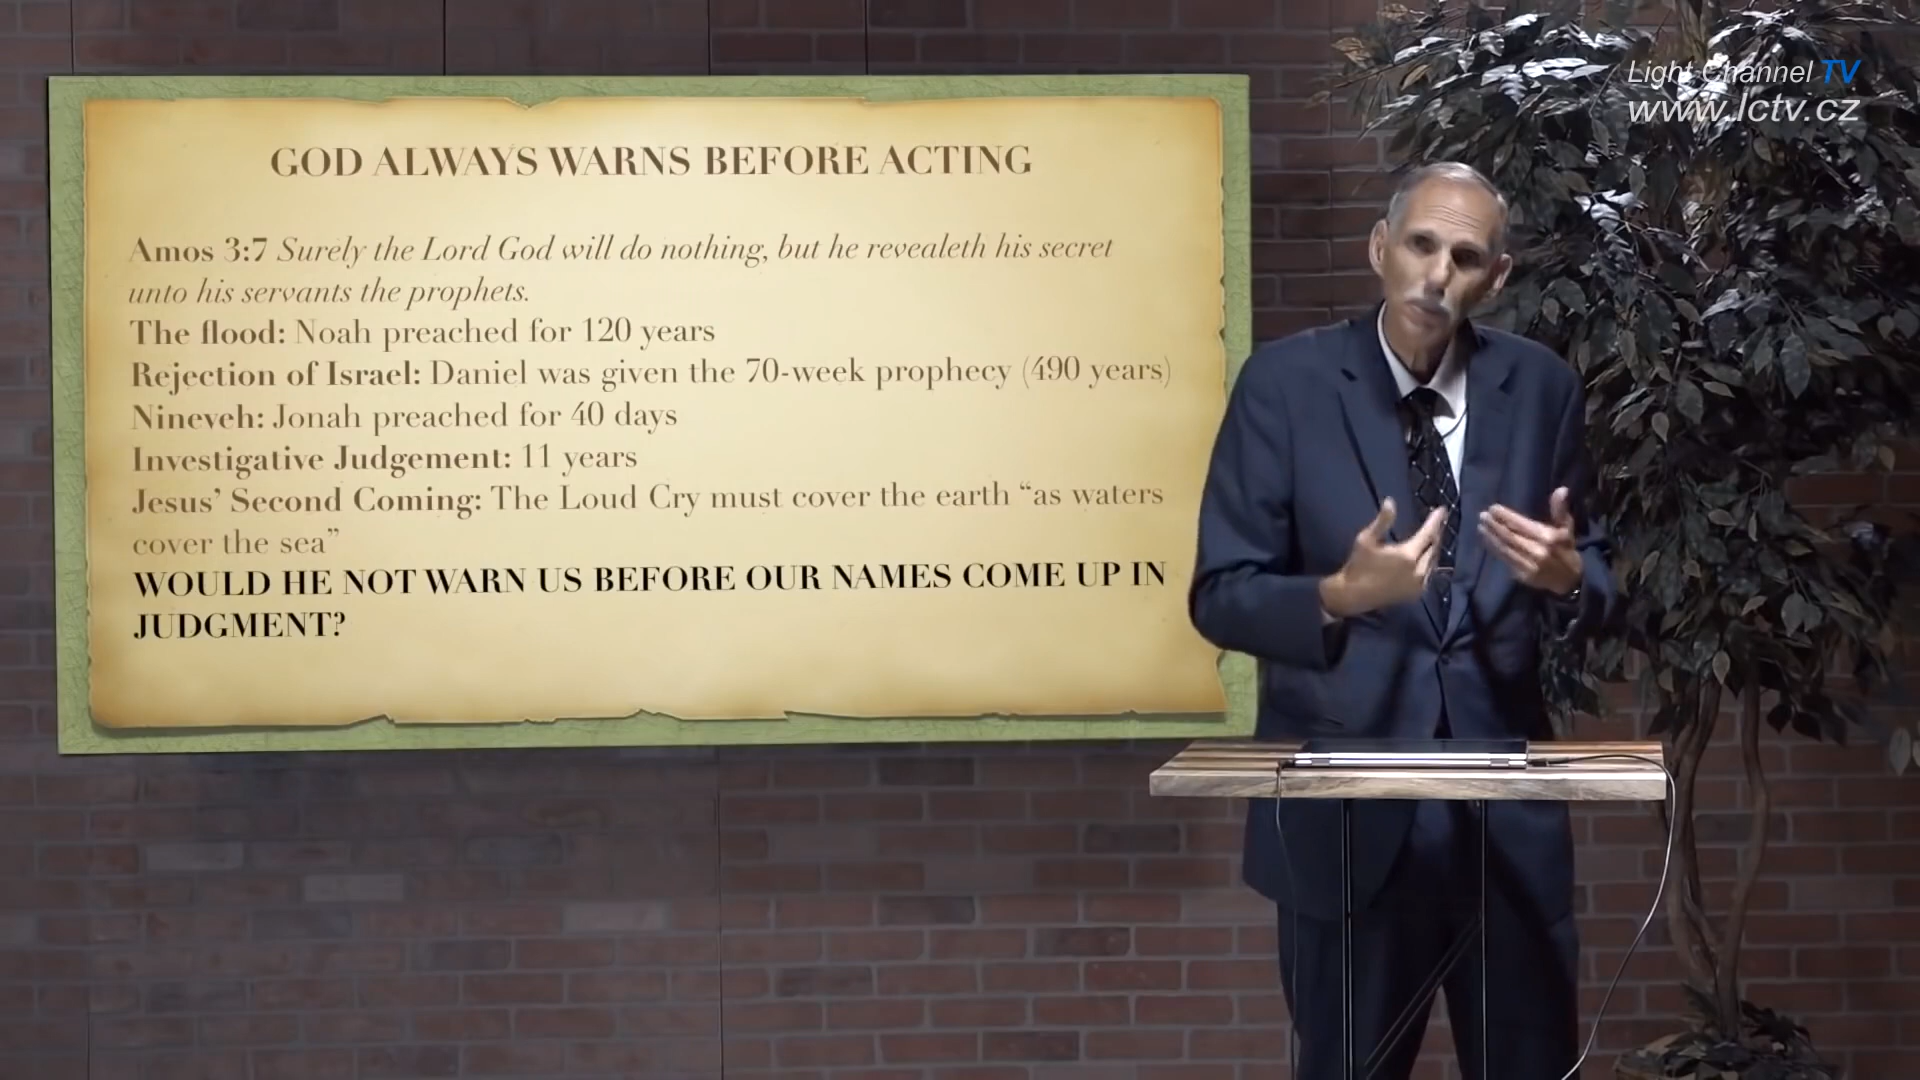 Light Channel TV
www.lctv.cz
GOD ALWAYS WARNS BEFORE ACTING
Amos 3:7 Surely the Lord God will do nothing, but he revealeth his secret
unto his servants the prophets.
The flood: Noah preached for 120 years
Rejection of Israel: Daniel was given the 70-week prophecy (490 years)
Nineveh: Jonah preached for 40 days
Investigative Judgement: 11 years
Jesus’ Second Coming: The Loud Cry must cover the earth “as waters
cover the sea”
WOULD HE NOT WARN US BEFORE OUR NAMES COME UP IN
JUDGMENT?